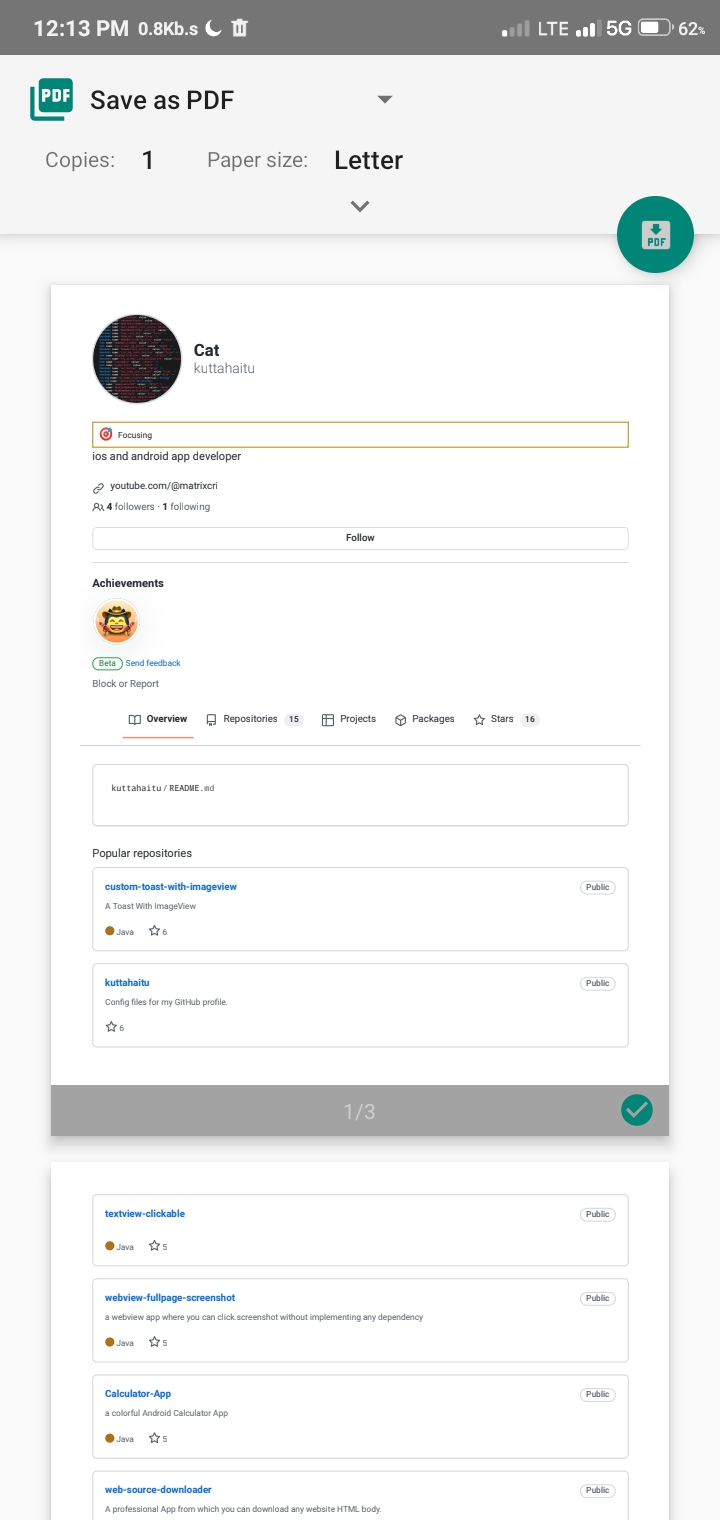 12:13 PM 0.8Kb.s LTE 5G 62%
PDF Save as PDF
Copies: 1 Paper size: Letter
PDF
Cat
kuttahaitu
Focusing
ios and android app developer
youtube.com/@matrixcri
4 followers · 1 following
Follow
Achievements
Beta Send feedback
Block or Report
Overview Repositories 15 Projects Packages Stars 16
kuttahaitu / README.md
Popular repositories
custom-toast-with-imageview Public
A Toast With ImageView
Java 6
kuttahaitu Public
Config files for my GitHub profile.
6
1/3
textview-clickable Public
Java 5
webview-fullpage-screenshot Public
a webview app where you can click.screenshot without implementing any dependency
Java 5
Calculator-App Public
a colorful Android Calculator App
Java 5
web-source-downloader Public
A professional App from which you can download any website HTML body.